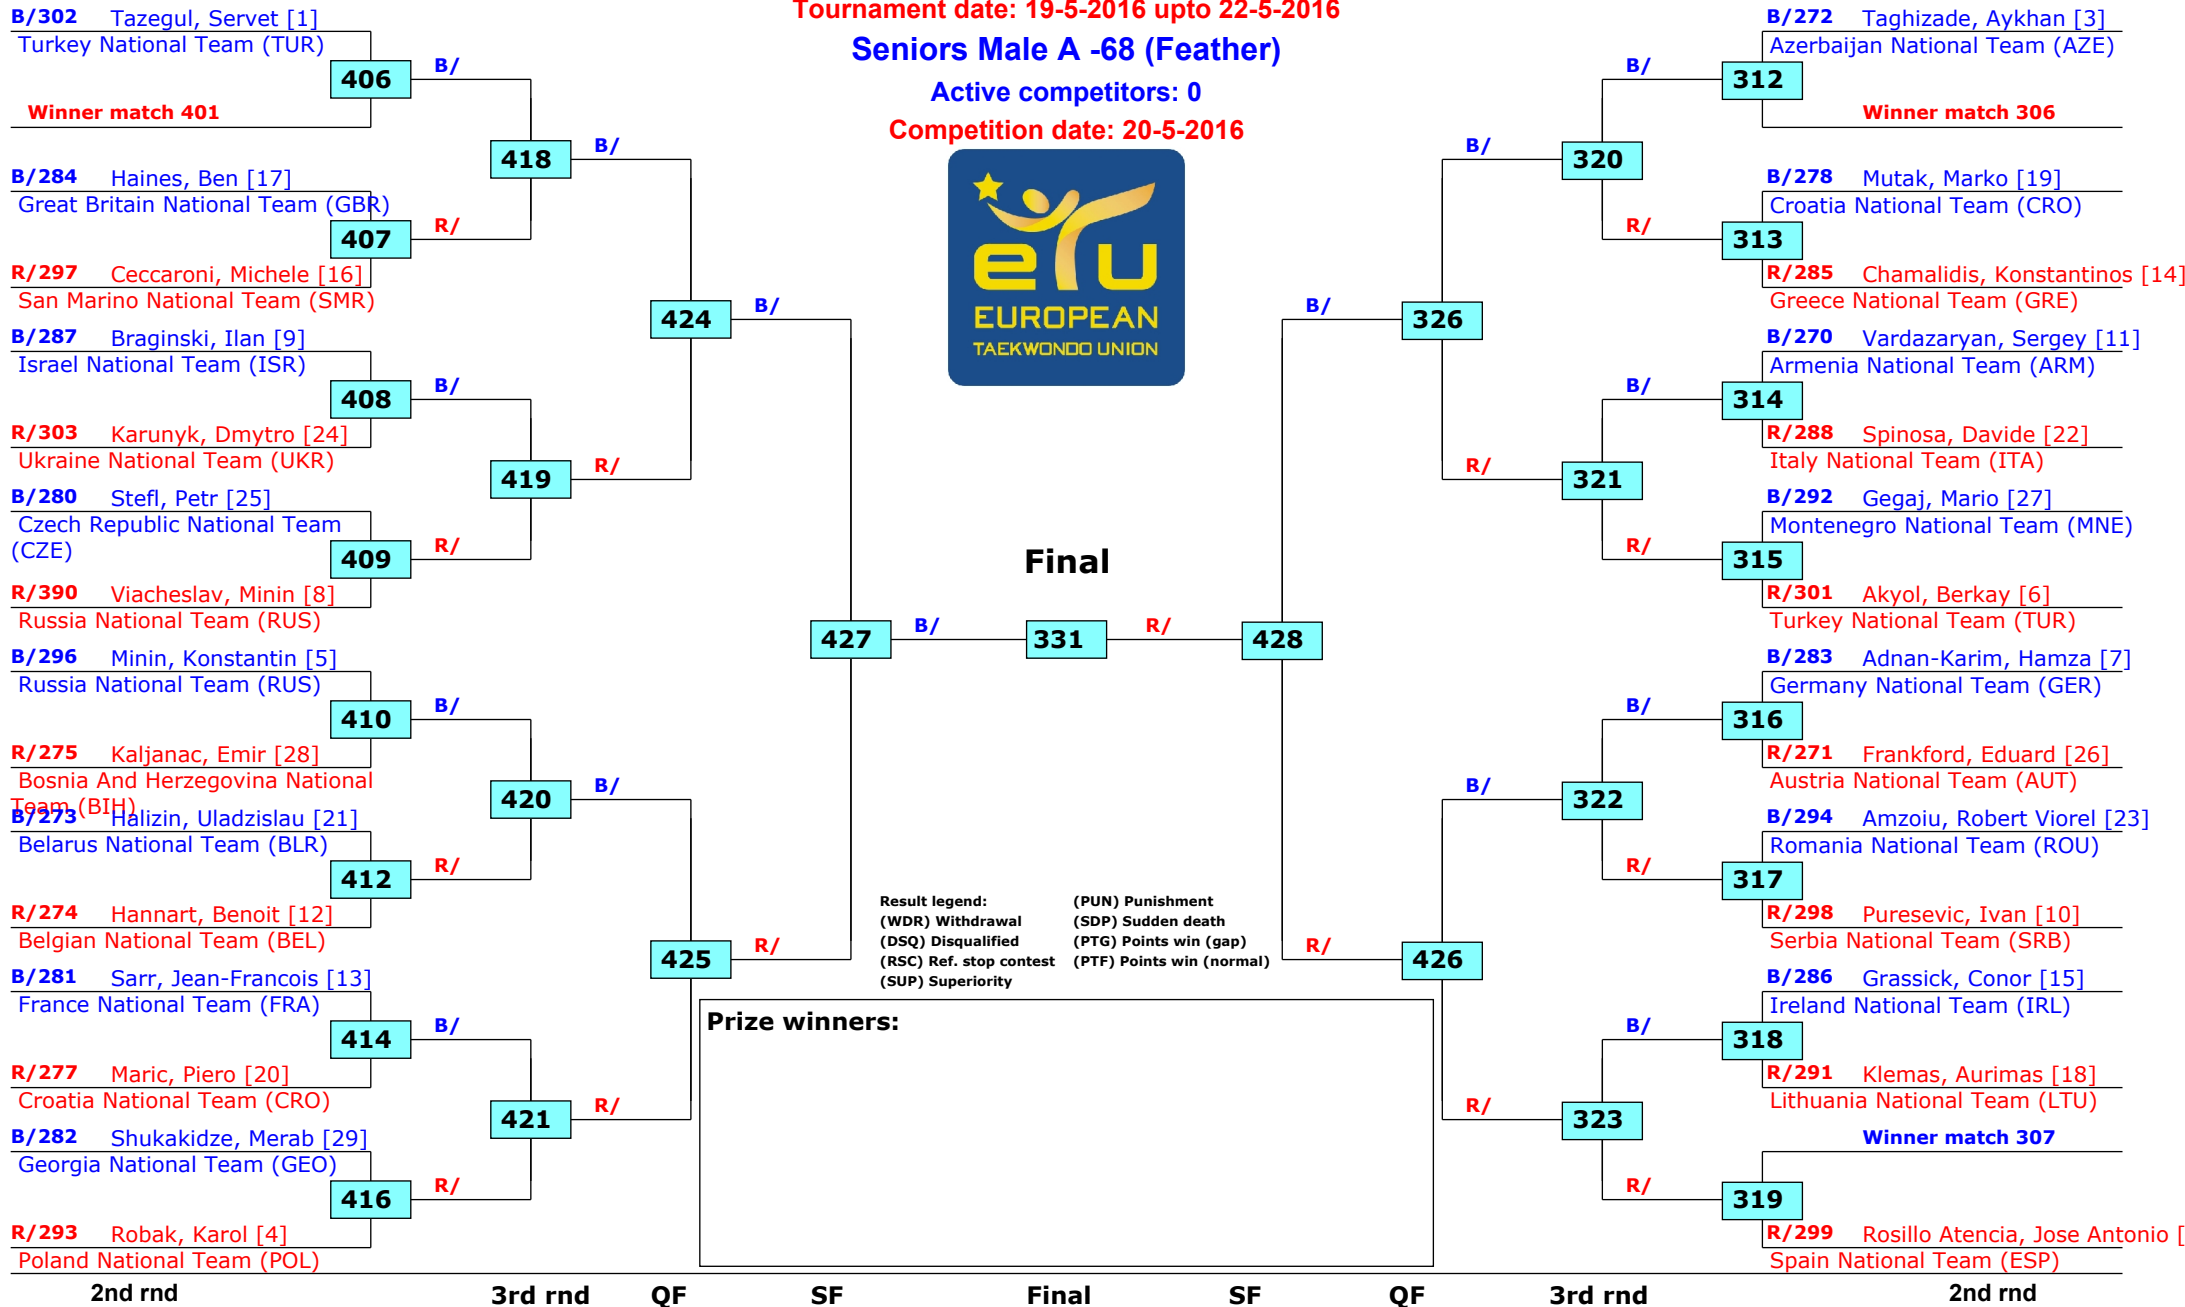 Tournament date: 19-5-2016 upto 22-5-2016
Seniors Male A -68 (Feather)
Active competitors: 0
Competition date: 20-5-2016
eTU
EUROPEAN
TAEKWONDO UNION
B/302 Tazegul, Servet [1]
Turkey National Team (TUR)
406
B/
Winner match 401
418
B/
B/284 Haines, Ben [17]
Great Britain National Team (GBR)
407
R/
R/297 Ceccaroni, Michele [16]
San Marino National Team (SMR)
424
B/
B/287 Braginski, Ilan [9]
Israel National Team (ISR)
408
B/
R/303 Karunyk, Dmytro [24]
Ukraine National Team (UKR)
419
R/
B/280 Stefl, Petr [25]
Czech Republic National Team
(CZE)
409
R/
R/390 Viacheslav, Minin [8]
Russia National Team (RUS)
427
B/
B/296 Minin, Konstantin [5]
Russia National Team (RUS)
410
B/
R/275 Kaljanac, Emir [28]
Bosnia And Herzegovina National
Team (BIH)
420
B/
B/273 Halizin, Uladzislau [21]
Belarus National Team (BLR)
412
R/
R/274 Hannart, Benoit [12]
Belgian National Team (BEL)
425
R/
B/281 Sarr, Jean-Francois [13]
France National Team (FRA)
414
B/
R/277 Maric, Piero [20]
Croatia National Team (CRO)
421
R/
B/282 Shukakidze, Merab [29]
Georgia National Team (GEO)
416
R/
R/293 Robak, Karol [4]
Poland National Team (POL)
Final
331
R/
428
Result legend:
(WDR) Withdrawal
(DSQ) Disqualified
(RSC) Ref. stop contest
(SUP) Superiority
(PUN) Punishment
(SDP) Sudden death
(PTG) Points win (gap)
(PTF) Points win (normal)
Prize winners:
B/272 Taghizade, Aykhan [3]
Azerbaijan National Team (AZE)
B/
312
Winner match 306
B/
320
B/278 Mutak, Marko [19]
Croatia National Team (CRO)
R/
313
R/285 Chamalidis, Konstantinos [14]
Greece National Team (GRE)
B/
326
B/270 Vardazaryan, Sergey [11]
Armenia National Team (ARM)
B/
314
R/288 Spinosa, Davide [22]
Italy National Team (ITA)
R/
321
B/292 Gegaj, Mario [27]
Montenegro National Team (MNE)
R/
315
R/301 Akyol, Berkay [6]
Turkey National Team (TUR)
B/283 Adnan-Karim, Hamza [7]
Germany National Team (GER)
B/
316
R/271 Frankford, Eduard [26]
Austria National Team (AUT)
B/
322
B/294 Amzoiu, Robert Viorel [23]
Romania National Team (ROU)
R/
317
R/298 Puresevic, Ivan [10]
Serbia National Team (SRB)
R/
426
B/286 Grassick, Conor [15]
Ireland National Team (IRL)
B/
318
R/291 Klemas, Aurimas [18]
Lithuania National Team (LTU)
R/
323
Winner match 307
R/
319
R/299 Rosillo Atencia, Jose Antonio [
Spain National Team (ESP)
2nd rnd 3rd rnd QF SF Final SF QF 3rd rnd 2nd rnd